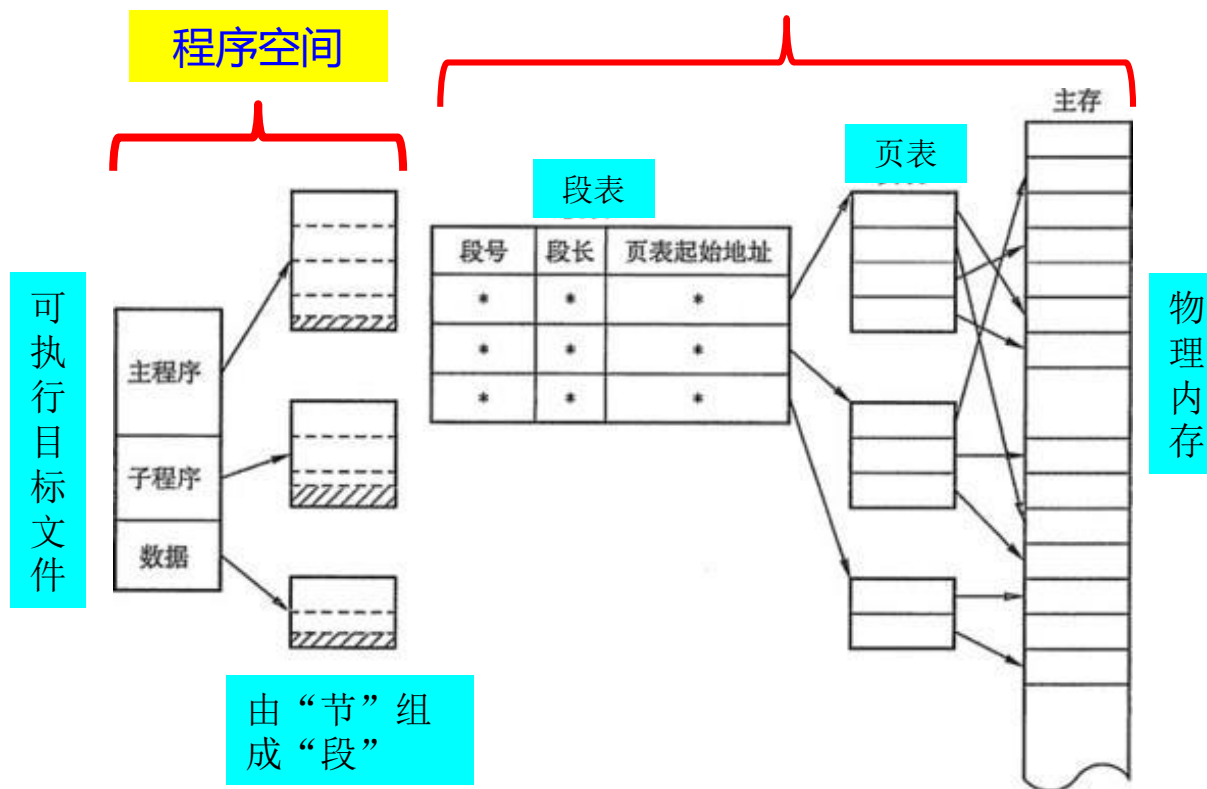 程序空间
主存
页表
段表
段号 段长 页表起始地址
* * *
* * *
* * *
可执行目标文件
主程序
子程序
数据
物理内存
由“节”组
成“段”